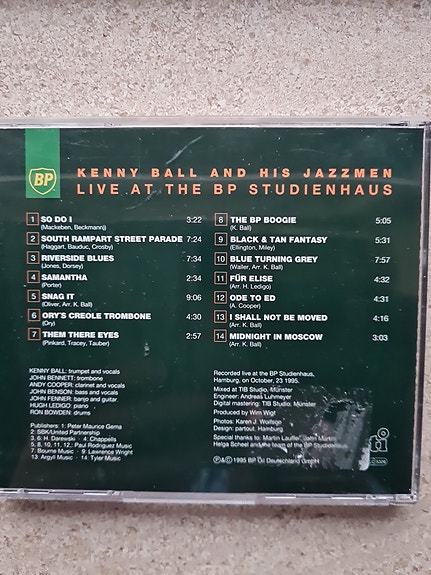 BP
KENNY BALL AND HIS JAZZMEN
LIVE AT THE BP STUDIENHAUS
1 SO DO I 3:22
(Mackeben, Beckmann)
2 SOUTH RAMPART STREET PARADE 7:24
(Haggart, Bauduc, Crosby)
3 RIVERSIDE BLUES 7:34
(Jones, Dorsey)
4 SAMANTHA 2:34
(Porter)
5 SNAG IT 9:06
(Oliver, Arr. K. Ball)
6 ORY'S CREOLE TROMBONE 4:30
(Ory)
7 THEM THERE EYES 2:57
(Pinkard, Tracey, Tauber)
8 THE BP BOOGIE 5:05
(K. Ball)
9 BLACK & TAN FANTASY 5:31
(Ellington, Miley)
10 BLUE TURNING GREY 7:57
(Waller, Arr. K. Ball)
11 FÜR ELISE 4:32
(Arr. H. Ledigo)
12 ODE TO ED 4:31
(A. Cooper)
13 I SHALL NOT BE MOVED 4:16
(Arr. K. Ball)
14 MIDNIGHT IN MOSCOW 3:03
(Arr. K. Ball)
KENNY BALL: trumpet and vocals
JOHN BENNETT: trombone
ANDY COOPER: clarinet and vocals
JOHN BENSON: bass and vocals
JOHN FENNER: banjo and guitar
HUGH LEDIGO: piano
RON BOWDEN: drums
Publishers: 1: Peter Maurice Gema
2: SBK/United Partnership
3, 6: H. Darewski · 4: Chappells
5, 8, 10, 11, 12: Paul Rodriguez Music
7: Bourne Music · 9: Lawrence Wright
13: Argyll Music · 14: Tyler Music
Recorded live at the BP Studienhaus,
Hamburg, on October, 23 1995.
Mixed at TIB Studio, Münster
Engineer: Andreas Luhmeyer
Digital mastering: TIB Studio, Münster
Produced by Wim Wigt
Photos: Karen J. Wolfson
Design: partout, Hamburg
Special thanks to: Martin Lauffer, John Martin,
Helga Scheel and the team of the BP Studienhaus
Ⓟ&© 1995 BP Oil Deutschland GmbH